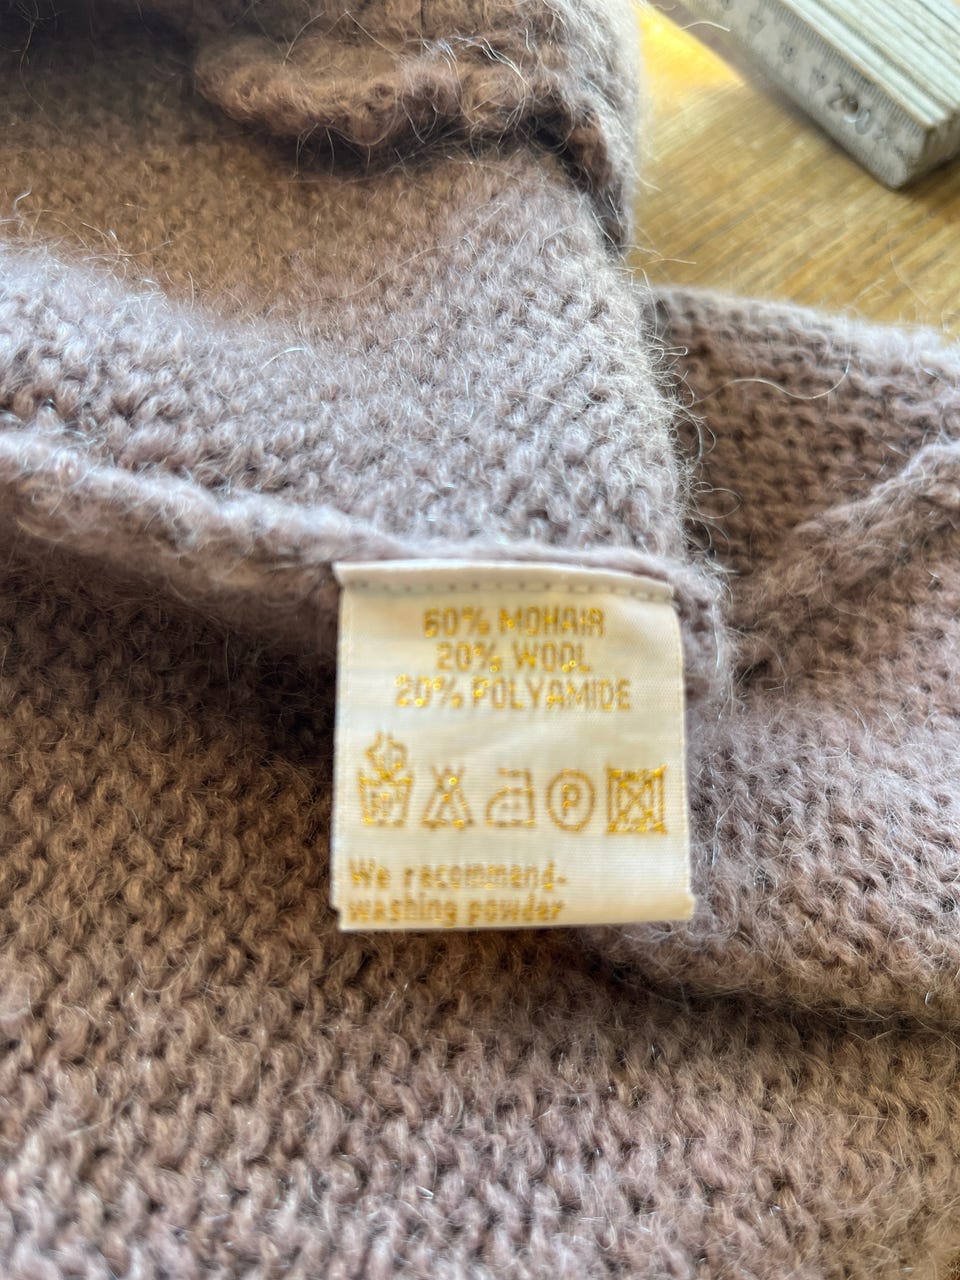 60% MOHAIR
20% WOOL
20% POLYAMIDE
P
We recommend-
washing powder